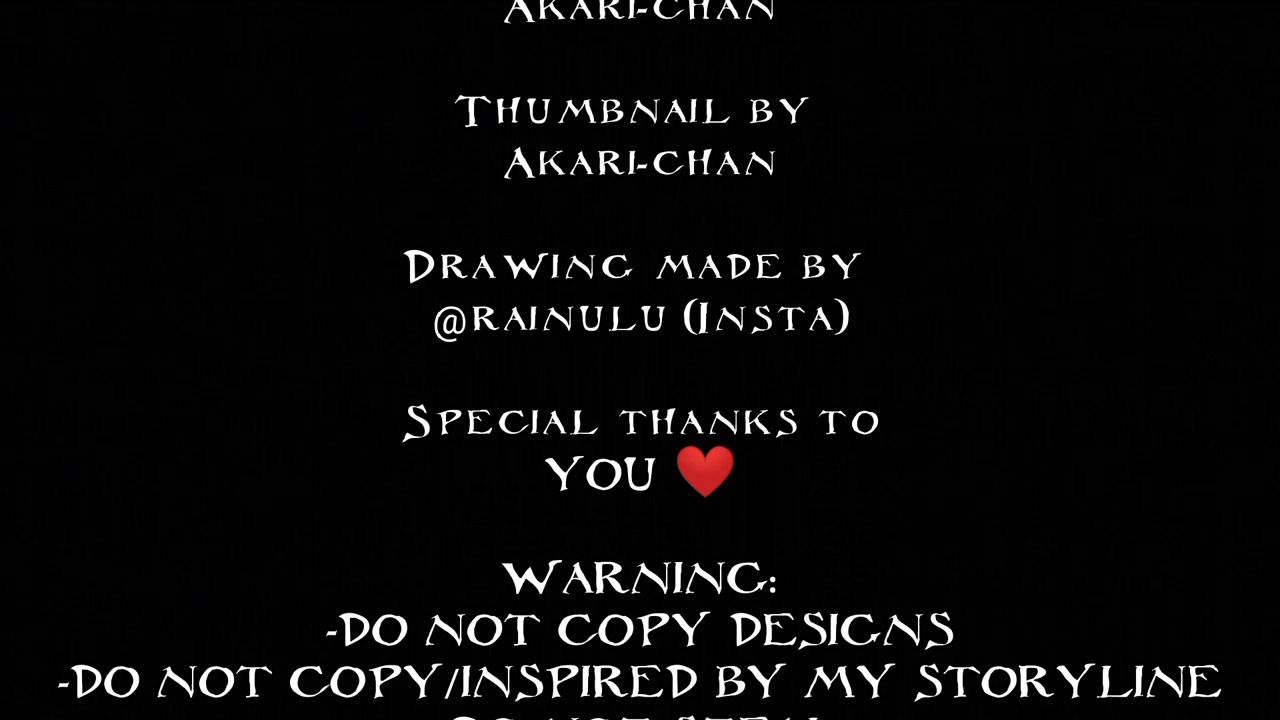 Akari-chan
Thumbnail by
Akari-chan
Drawing made by
@rainulu (Insta)
Special thanks to
YOU ❤️
WARNING:
-DO NOT COPY DESIGNS
-DO NOT COPY/INSPIRED BY MY STORYLINE